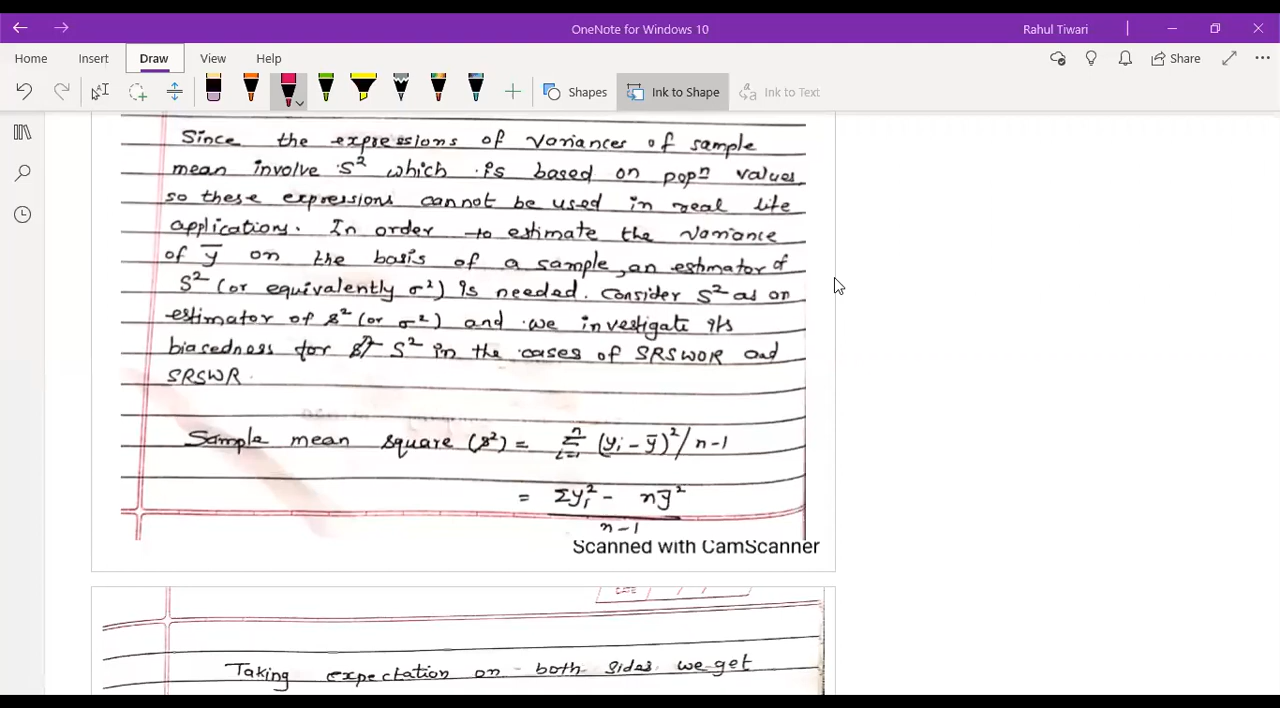 OneNote for Windows 10
Rahul Tiwari
Home Insert Draw View Help
Share
Shapes
Ink to Shape
Ink to Text
Since the expressions of variances of sample
mean involve S² which is based on popⁿ values
so these expressions cannot be used in real life
applications. In order to estimate the variance
of ȳ on the basis of a sample, an estimator of
S² (or equivalently σ²) is needed. Consider S² as an
estimator of s² (or σ²) and we investigate its
biasedness for S² in the cases of SRSWOR and
SRSWR.
Sample mean square (s²) = Σⁿᵢ₌₁ (yᵢ - ȳ)²/n-1
= Σyᵢ² - nȳ²
n-1
Scanned with CamScanner
DATE / /
Taking expectation on both sides, we get